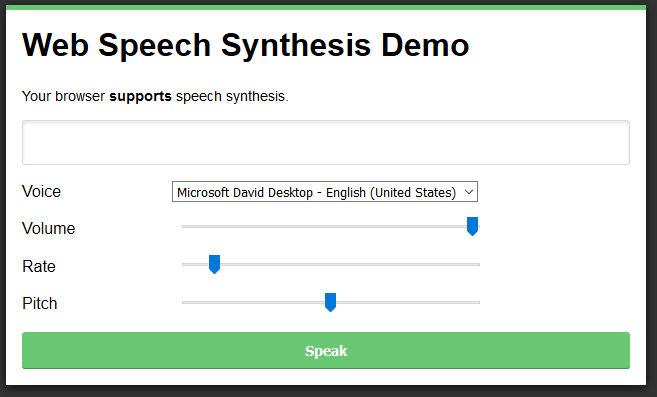 Web Speech Synthesis Demo
Your browser supports speech synthesis.
Voice
Microsoft David Desktop - English (United States)
Volume
Rate
Pitch
Speak